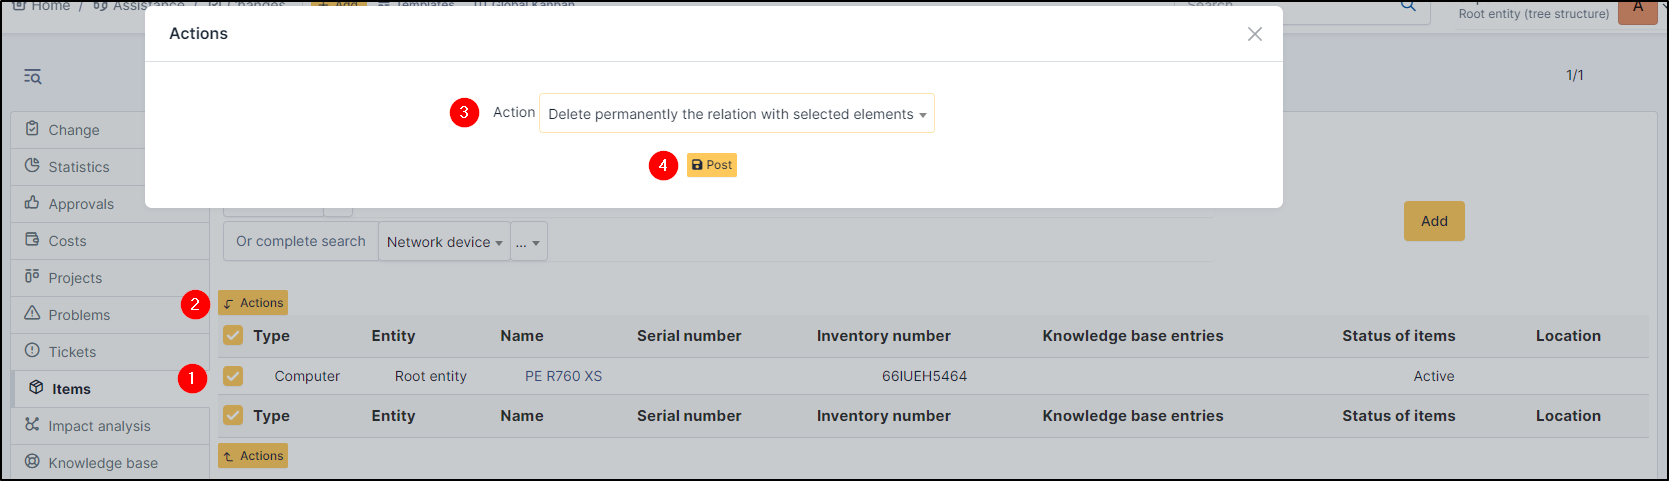 Home / Assistance / Changes Add Templates Global Kanban Search
Root entity (tree structure) A
Actions
1/1
3 Action Delete permanently the relation with selected elements
4 Post
Change
Statistics
Approvals
Costs
Projects
Problems
Tickets
1 Items
Impact analysis
Knowledge base
Add
Or complete search Network device ...
2 Actions
Type Entity Name Serial number Inventory number Knowledge base entries Status of items Location
Computer Root entity PE R760 XS 66IUEH5464 Active
Type Entity Name Serial number Inventory number Knowledge base entries Status of items Location
Actions